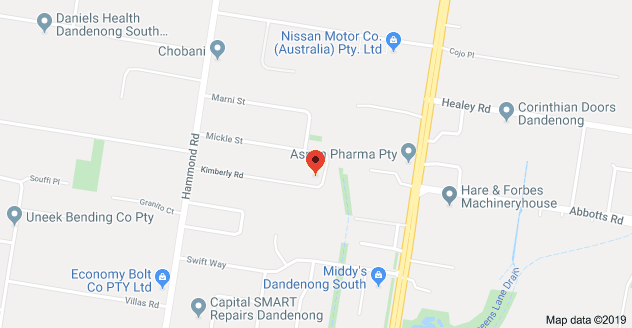 Daniels Health
Dandenong South...
Nissan Motor Co.
(Australia) Pty. Ltd
Chobani
Cojo Pl
Marni St
Healey Rd
Corinthian Doors
Dandenong
Mickle St
Hammond Rd
Pharma Pty
Kimberly Rd
Souffi Pl
Hare & Forbes
Machineryhouse
Granito Ct
Uneek Bending Co Pty
Abbotts Rd
Swift Way
Economy Bolt
Co PTY Ltd
Middy's
Dandenong South
Lane Drain
Villas Rd
Capital SMART
Repairs Dandenong
Map data ©2019